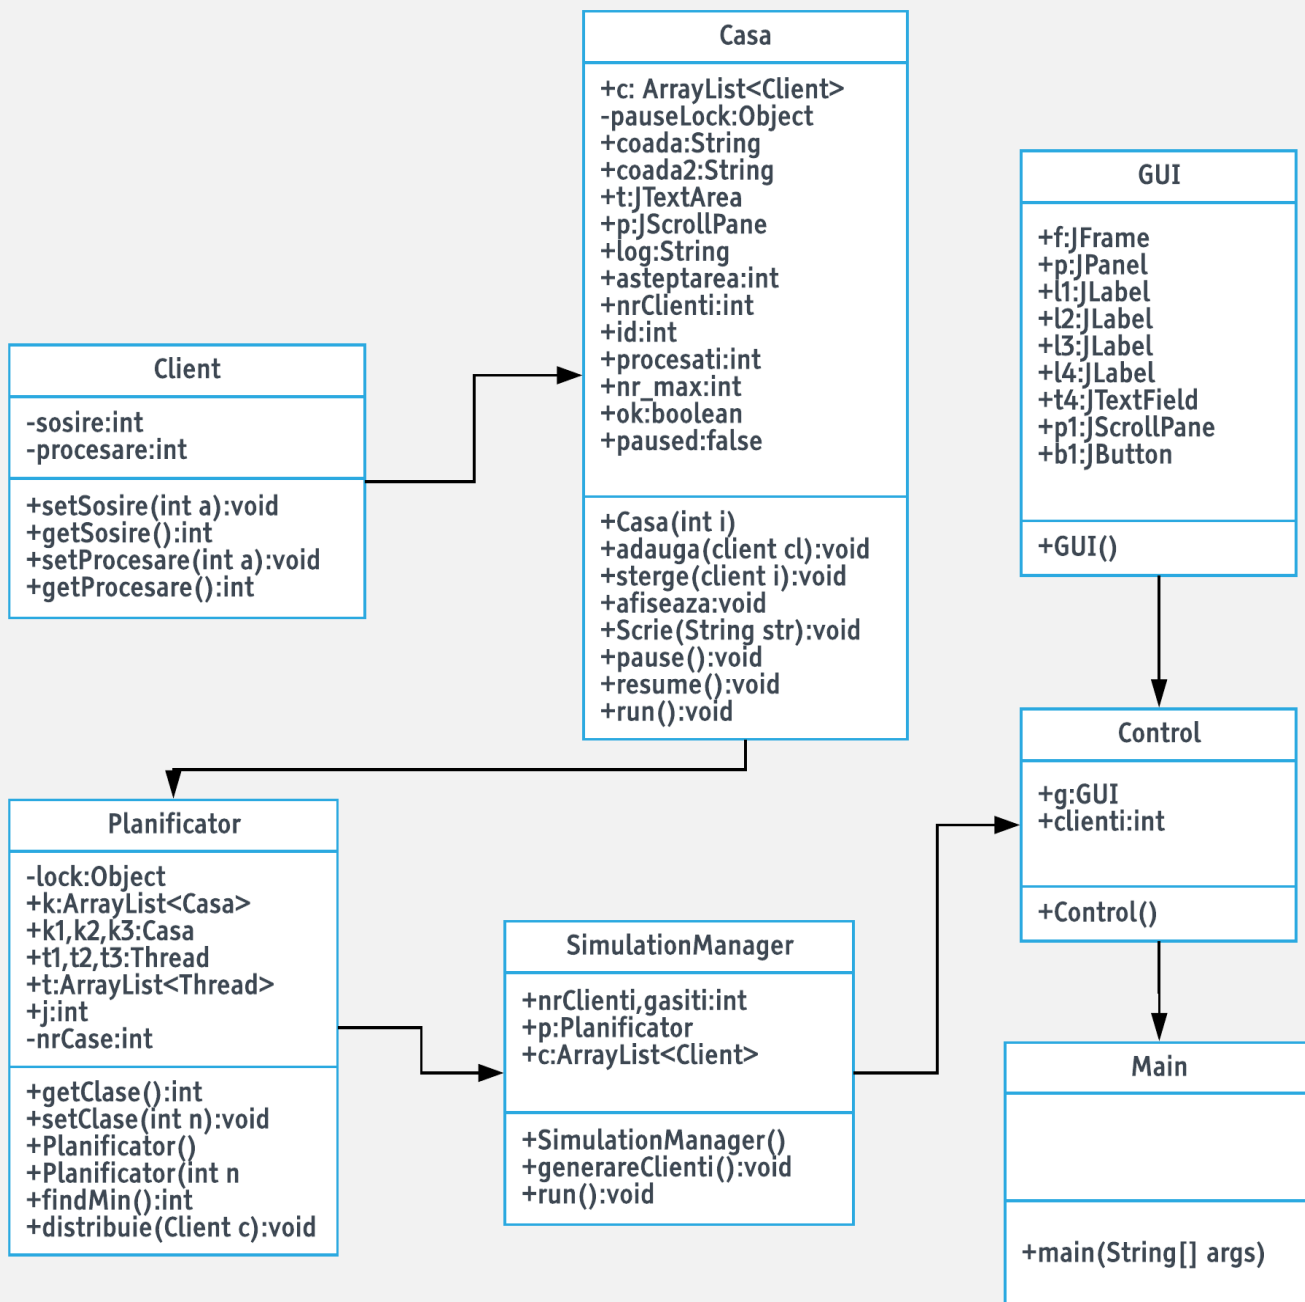 Casa
+c: ArrayList<Client>
-pauseLock:Object
+coada:String
+coada2:String
+t:JTextArea
+p:JScrollPane
+log:String
+asteptarea:int
+nrClienti:int
+id:int
+procesati:int
+nr_max:int
+ok:boolean
+paused:false
+Casa(int i)
+adauga(client cl):void
+sterge(client i):void
+afiseaza:void
+Scrie(String str):void
+pause():void
+resume():void
+run():void
GUI
+f:JFrame
+p:JPanel
+l1:JLabel
+l2:JLabel
+l3:JLabel
+l4:JLabel
+t4:JTextField
+p1:JScrollPane
+b1:JButton
+GUI()
Client
-sosire:int
-procesare:int
+setSosire(int a):void
+getSosire():int
+setProcesare(int a):void
+getProcesare():int
Control
+g:GUI
+clienti:int
+Control()
Planificator
-lock:Object
+k:ArrayList<Casa>
+k1,k2,k3:Casa
+t1,t2,t3:Thread
+t:ArrayList<Thread>
+j:int
-nrCase:int
+getClase():int
+setClase(int n):void
+Planificator()
+Planificator(int n
+findMin():int
+distribuie(Client c):void
SimulationManager
+nrClienti,gasiti:int
+p:Planificator
+c:ArrayList<Client>
+SimulationManager()
+generareClienti():void
+run():void
Main
+main(String[] args)